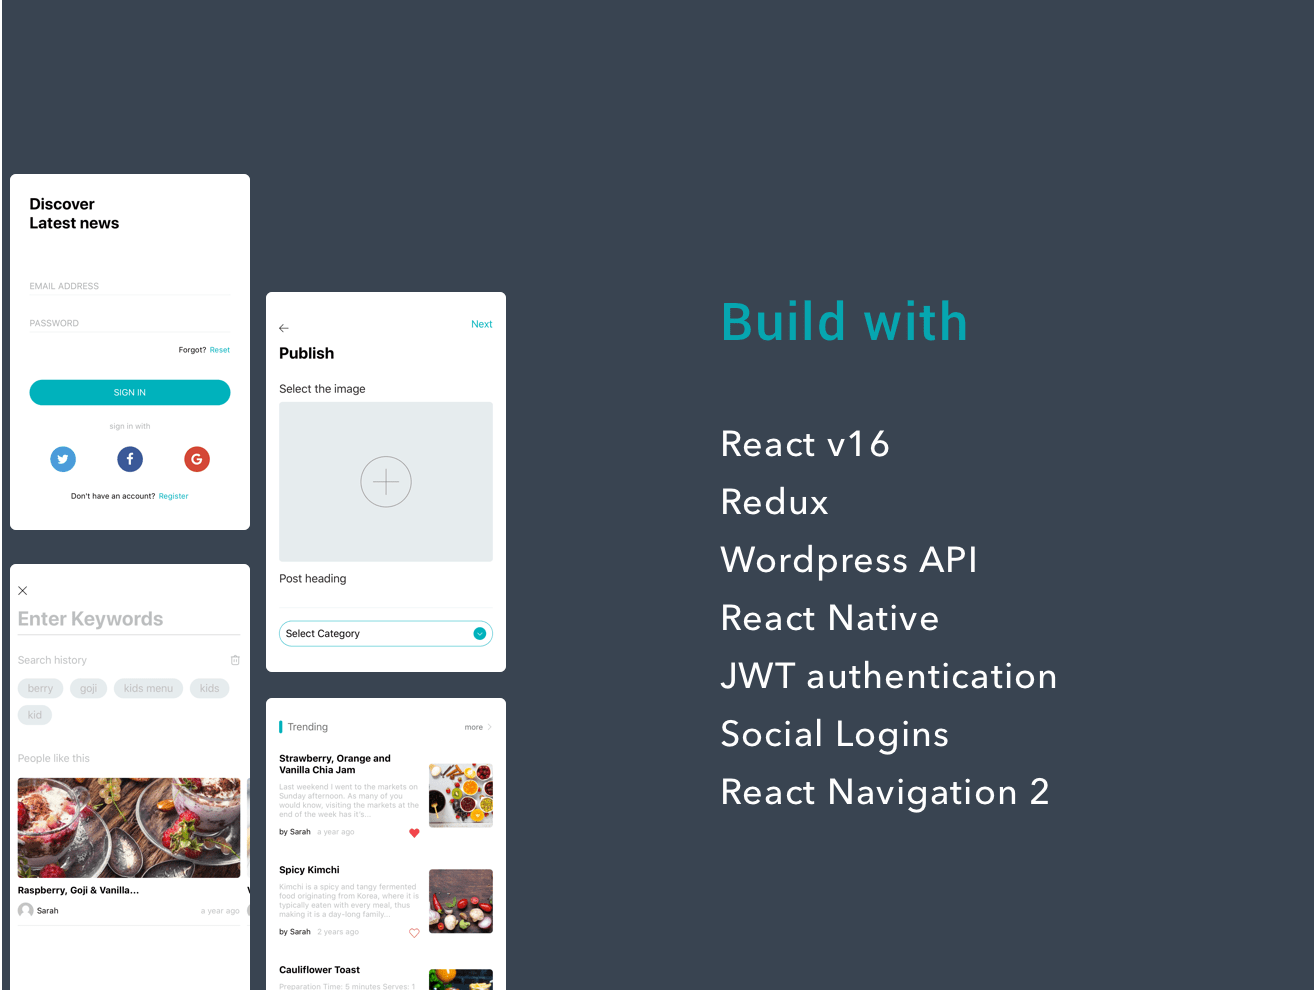 Discover
Latest news
EMAIL ADDRESS
PASSWORD
Forgot? Reset
SIGN IN
sign in with
Don't have an account? Register
Enter Keywords
Search history
berry goji kids menu kids
kid
People like this
Raspberry, Goji & Vanilla...
Sarah a year ago
Next
Publish
Select the image
Post heading
Select Category
Trending more
Strawberry, Orange and
Vanilla Chia Jam
Last weekend I went to the markets on
Sunday afternoon. As many of you
would know, visiting the markets at the
end of the week has it's...
by Sarah a year ago
Spicy Kimchi
Kimchi is a spicy and tangy fermented
food originating from Korea, where it is
typically eaten with every meal, thus
making it is a day-long family...
by Sarah 2 years ago
Cauliflower Toast
Preparation Time: 5 minutes Serves: 1
Build with
React v16
Redux
Wordpress API
React Native
JWT authentication
Social Logins
React Navigation 2